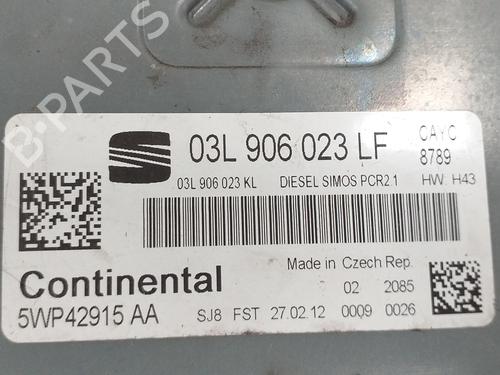 B-PARTS
03L 906 023 LF
CAYC
8789
03L 906 023 KL DIESEL SIMOS PCR2.1 HW: H43
Continental
Made in Czech Rep.
02 2085
5WP42915 AA SJ8 FST 27.02.12 0009 0026